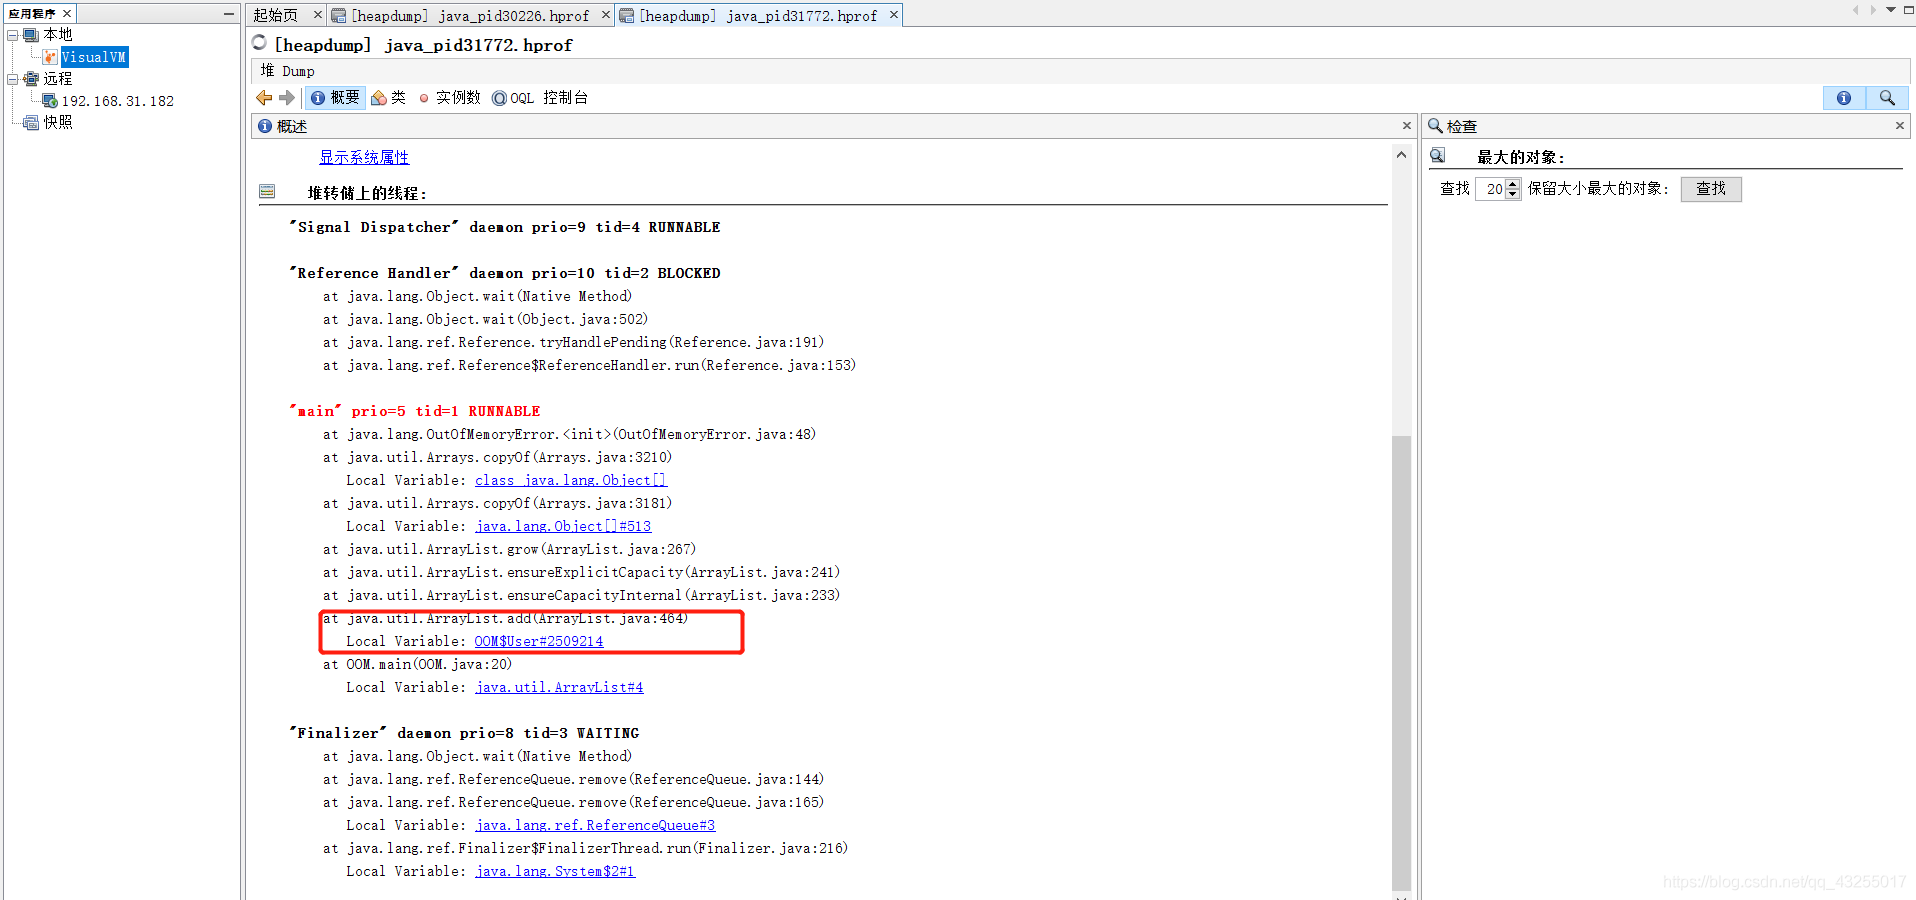 应用程序
本地
VisualVM
远程
192.168.31.182
快照
起始页
[heapdump] java_pid30226.hprof
[heapdump] java_pid31772.hprof
[heapdump] java_pid31772.hprof
堆 Dump
概要 类 实例数 OQL 控制台
概述
显示系统属性
堆转储上的线程:
"Signal Dispatcher" daemon prio=9 tid=4 RUNNABLE
"Reference Handler" daemon prio=10 tid=2 BLOCKED
at java.lang.Object.wait(Native Method)
at java.lang.Object.wait(Object.java:502)
at java.lang.ref.Reference.tryHandlePending(Reference.java:191)
at java.lang.ref.Reference$ReferenceHandler.run(Reference.java:153)
"main" prio=5 tid=1 RUNNABLE
at java.lang.OutOfMemoryError.<init>(OutOfMemoryError.java:48)
at java.util.Arrays.copyOf(Arrays.java:3210)
Local Variable: class java.lang.Object[]
at java.util.Arrays.copyOf(Arrays.java:3181)
Local Variable: java.lang.Object[]#513
at java.util.ArrayList.grow(ArrayList.java:267)
at java.util.ArrayList.ensureExplicitCapacity(ArrayList.java:241)
at java.util.ArrayList.ensureCapacityInternal(ArrayList.java:233)
at java.util.ArrayList.add(ArrayList.java:464)
Local Variable: OOM$User#2509214
at OOM.main(OOM.java:20)
Local Variable: java.util.ArrayList#4
"Finalizer" daemon prio=8 tid=3 WAITING
at java.lang.Object.wait(Native Method)
at java.lang.ref.ReferenceQueue.remove(ReferenceQueue.java:144)
at java.lang.ref.ReferenceQueue.remove(ReferenceQueue.java:165)
Local Variable: java.lang.ref.ReferenceQueue#3
at java.lang.ref.Finalizer$FinalizerThread.run(Finalizer.java:216)
Local Variable: java.lang.System$2#1
检查
最大的对象:
查找 20 保留大小最大的对象: 查找
https://blog.csdn.net/qq_43255017